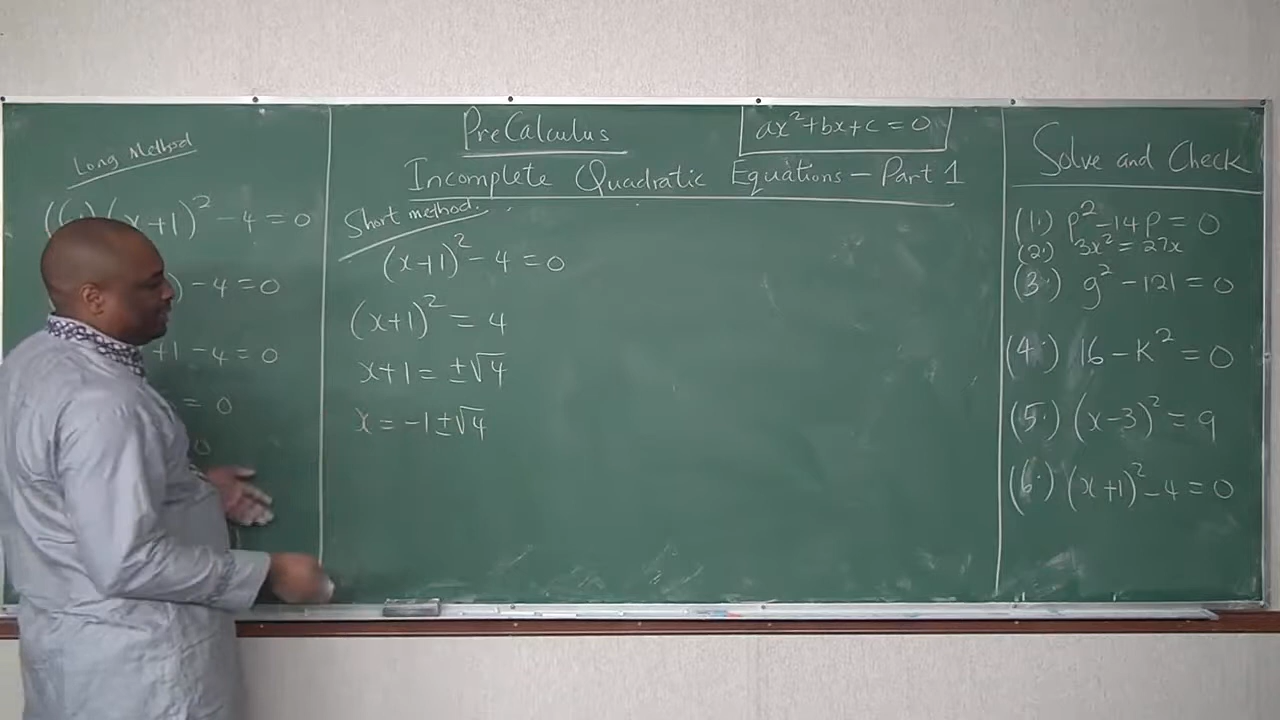 Long Method
(x+1)² - 4 = 0
) - 4 = 0
+1 - 4 = 0
= 0
0
PreCalculus
ax²+bx+c = 0
Incomplete Quadratic Equations - Part 1
Short method.
(x+1)² - 4 = 0
(x+1)² = 4
x+1 = ±√4
x = -1±√4
Solve and Check
(1.) p² - 14p = 0
(2.) 3x² = 27x
(3.) g² - 121 = 0
(4.) 16 - K² = 0
(5.) (x-3)² = 9
(6.) (x+1)² - 4 = 0